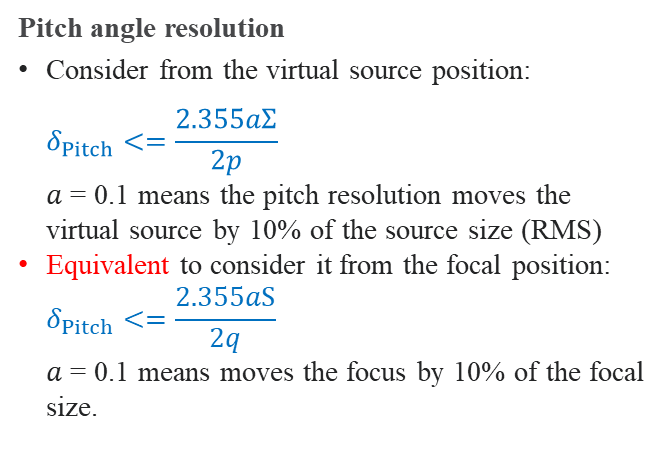 Pitch angle resolution
• Consider from the virtual source position:
δ_Pitch <= 2.355aΣ / 2p
a = 0.1 means the pitch resolution moves the
virtual source by 10% of the source size (RMS)
• Equivalent to consider it from the focal position:
δ_Pitch <= 2.355aS / 2q
a = 0.1 means moves the focus by 10% of the focal
size.